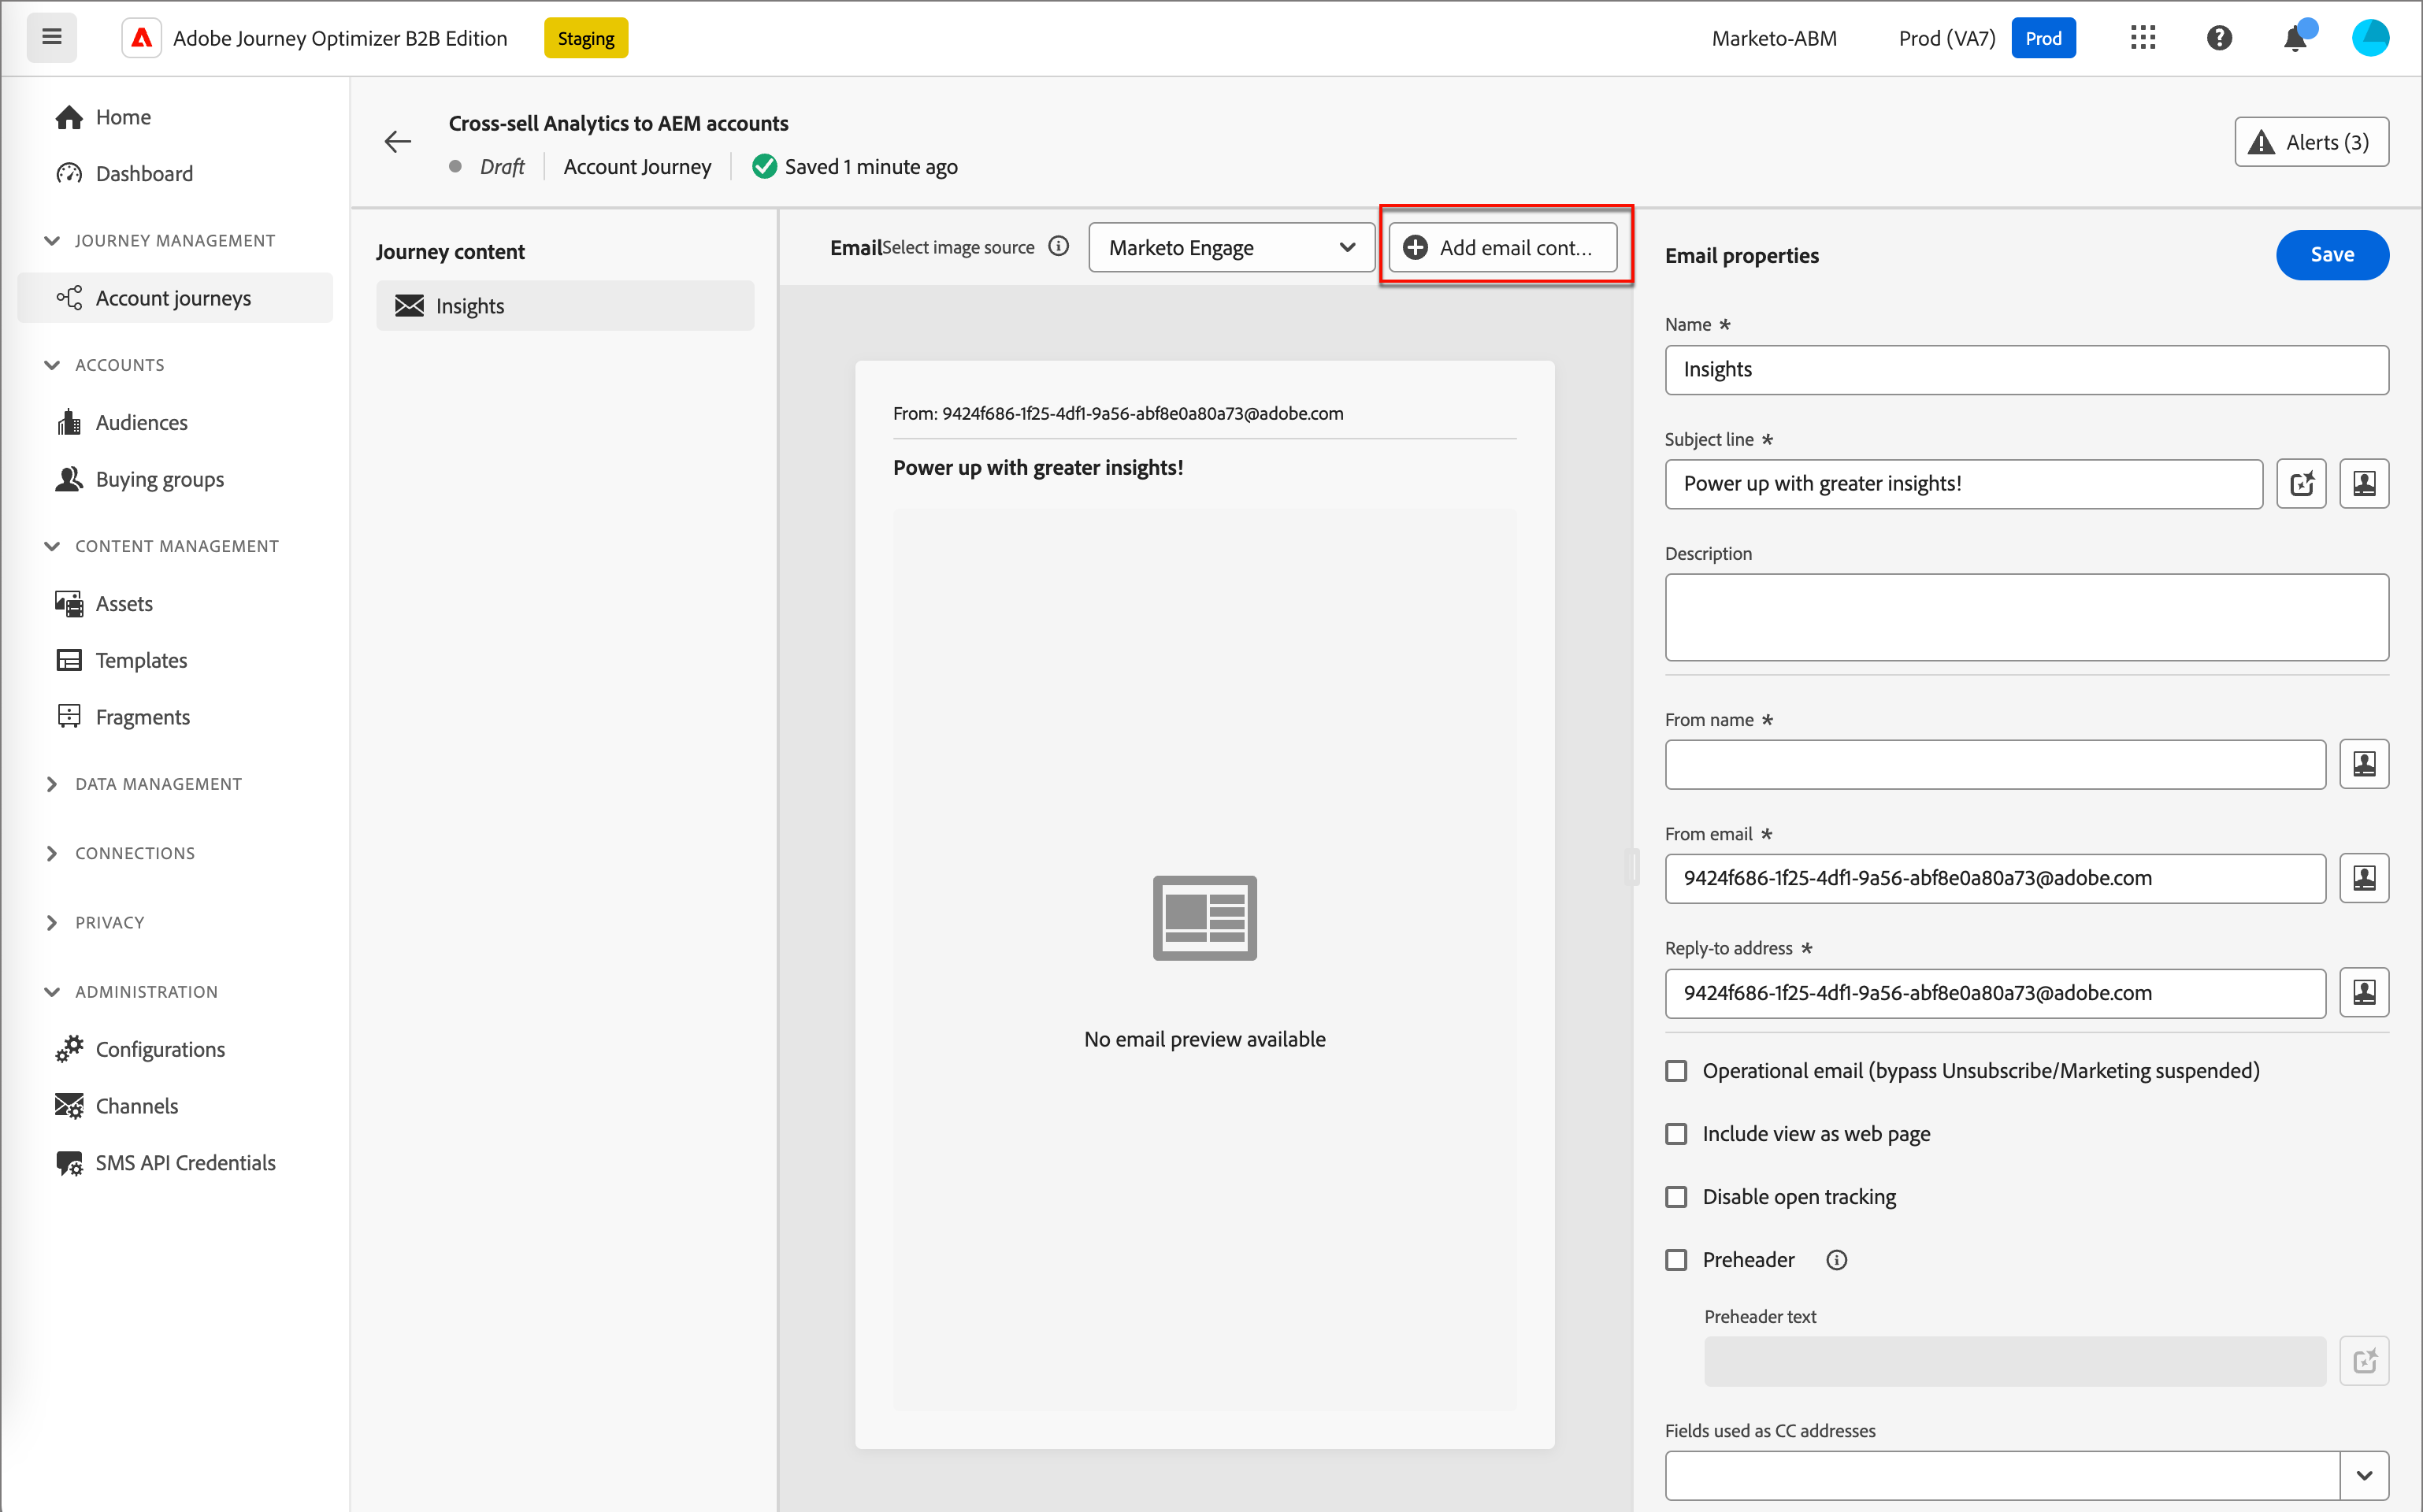 Adobe Journey Optimizer B2B Edition
Staging
Marketo-ABM
Prod (VA7)
Prod
Home
Dashboard
JOURNEY MANAGEMENT
Account journeys
ACCOUNTS
Audiences
Buying groups
CONTENT MANAGEMENT
Assets
Templates
Fragments
DATA MANAGEMENT
CONNECTIONS
PRIVACY
ADMINISTRATION
Configurations
Channels
SMS API Credentials
Cross-sell Analytics to AEM accounts
Draft
Account Journey
Saved 1 minute ago
Alerts (3)
Journey content
Insights
Email
Select image source
Marketo Engage
Add email cont...
From: 9424f686-1f25-4df1-9a56-abf8e0a80a73@adobe.com
Power up with greater insights!
No email preview available
Email properties
Save
Name *
Insights
Subject line *
Power up with greater insights!
Description
From name *
From email *
9424f686-1f25-4df1-9a56-abf8e0a80a73@adobe.com
Reply-to address *
9424f686-1f25-4df1-9a56-abf8e0a80a73@adobe.com
Operational email (bypass Unsubscribe/Marketing suspended)
Include view as web page
Disable open tracking
Preheader
Preheader text
Fields used as CC addresses